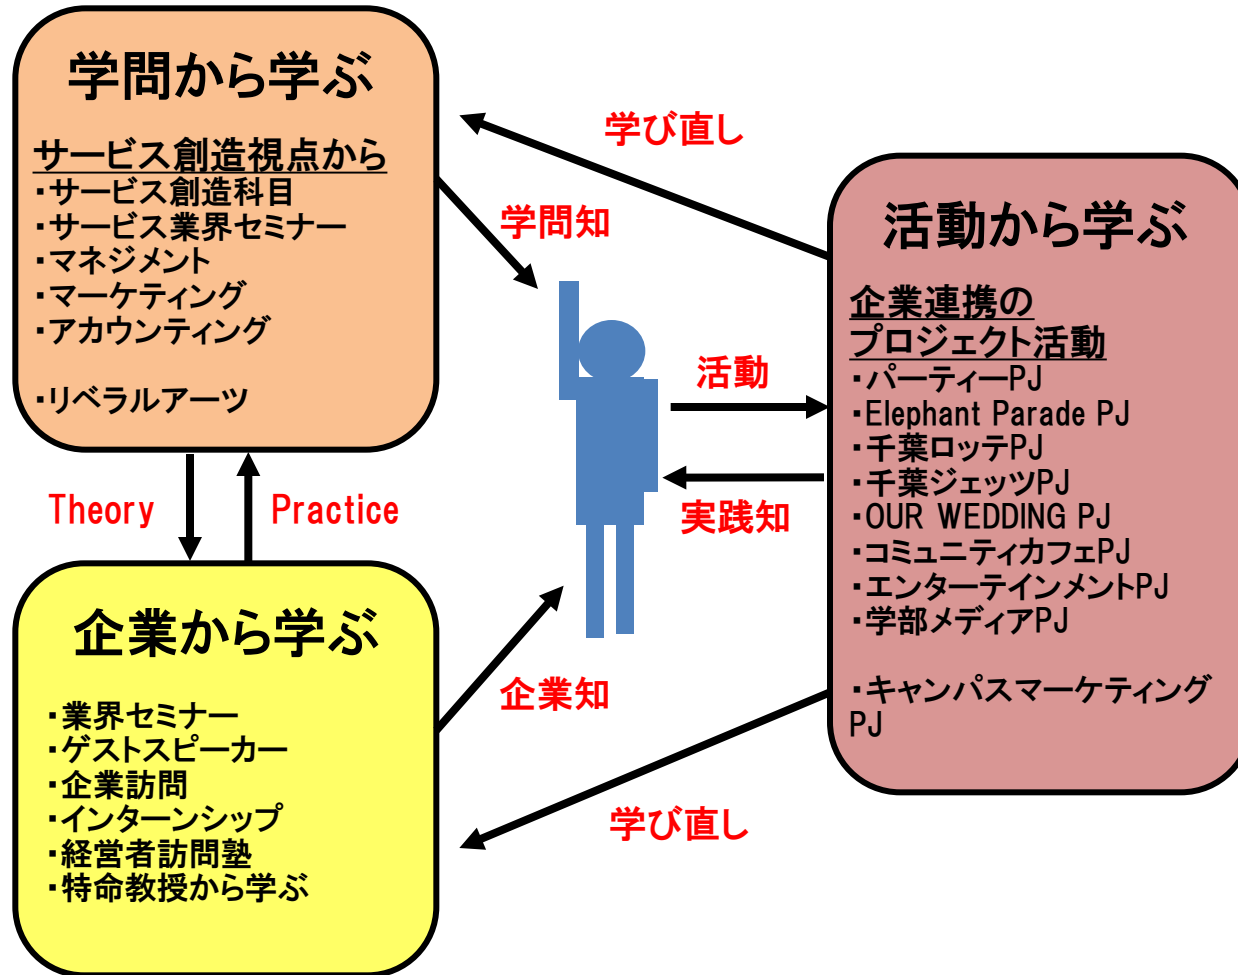 学問から学ぶ
サービス創造視点から
・サービス創造科目
・サービス業界セミナー
・マネジメント
・マーケティング
・アカウンティング
・リベラルアーツ
学び直し
学問知
活動から学ぶ
企業連携の
プロジェクト活動
・パーティーPJ
・Elephant Parade PJ
・千葉ロッテPJ
・千葉ジェッツPJ
・OUR WEDDING PJ
・コミュニティカフェPJ
・エンターテインメントPJ
・学部メディアPJ
・キャンパスマーケティング
PJ
活動
実践知
Theory
Practice
企業から学ぶ
・業界セミナー
・ゲストスピーカー
・企業訪問
・インターンシップ
・経営者訪問塾
・特命教授から学ぶ
企業知
学び直し